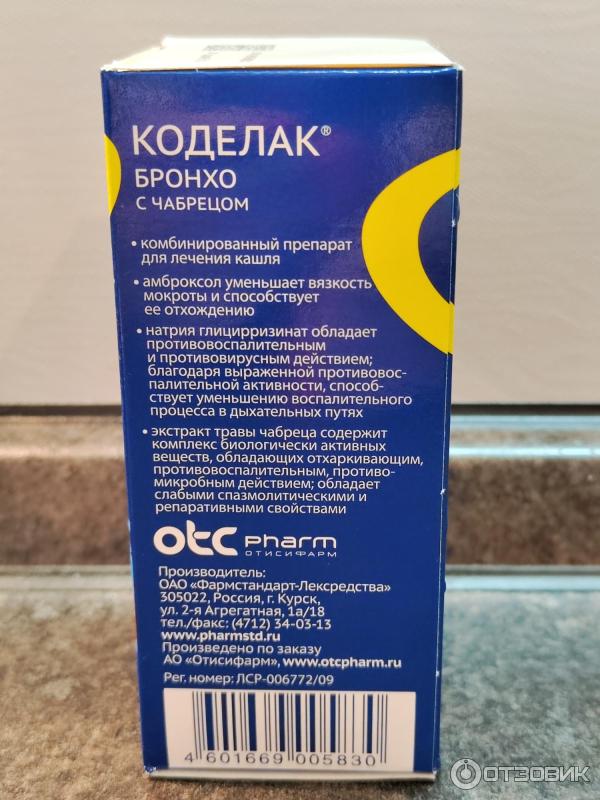 КОДЕЛАК®
БРОНХО
С ЧАБРЕЦОМ
• комбинированный препарат
для лечения кашля
• амброксол уменьшает вязкость
мокроты и способствует
ее отхождению
• натрия глицирризинат обладает
противовоспалительным
и противовирусным действием;
благодаря выраженной противовос-
палительной активности, способ-
ствует уменьшению воспалительного
процесса в дыхательных путях
• экстракт травы чабреца содержит
комплекс биологически активных
веществ, обладающих отхаркивающим,
противовоспалительным, противо-
микробным действием; обладает
слабыми спазмолитическими и
репаративными свойствами
отс pharm
ОТИСИФАРМ
Производитель:
ОАО «Фармстандарт-Лексредства»
305022, Россия, г. Курск,
ул. 2-я Агрегатная, 1а/18
тел./факс: (4712) 34-03-13
www.pharmstd.ru
Произведено по заказу
АО «Отисифарм», www.otcpharm.ru
Рег. номер: ЛСР-006772/09
4 601669 005830
ОТЗОВИК